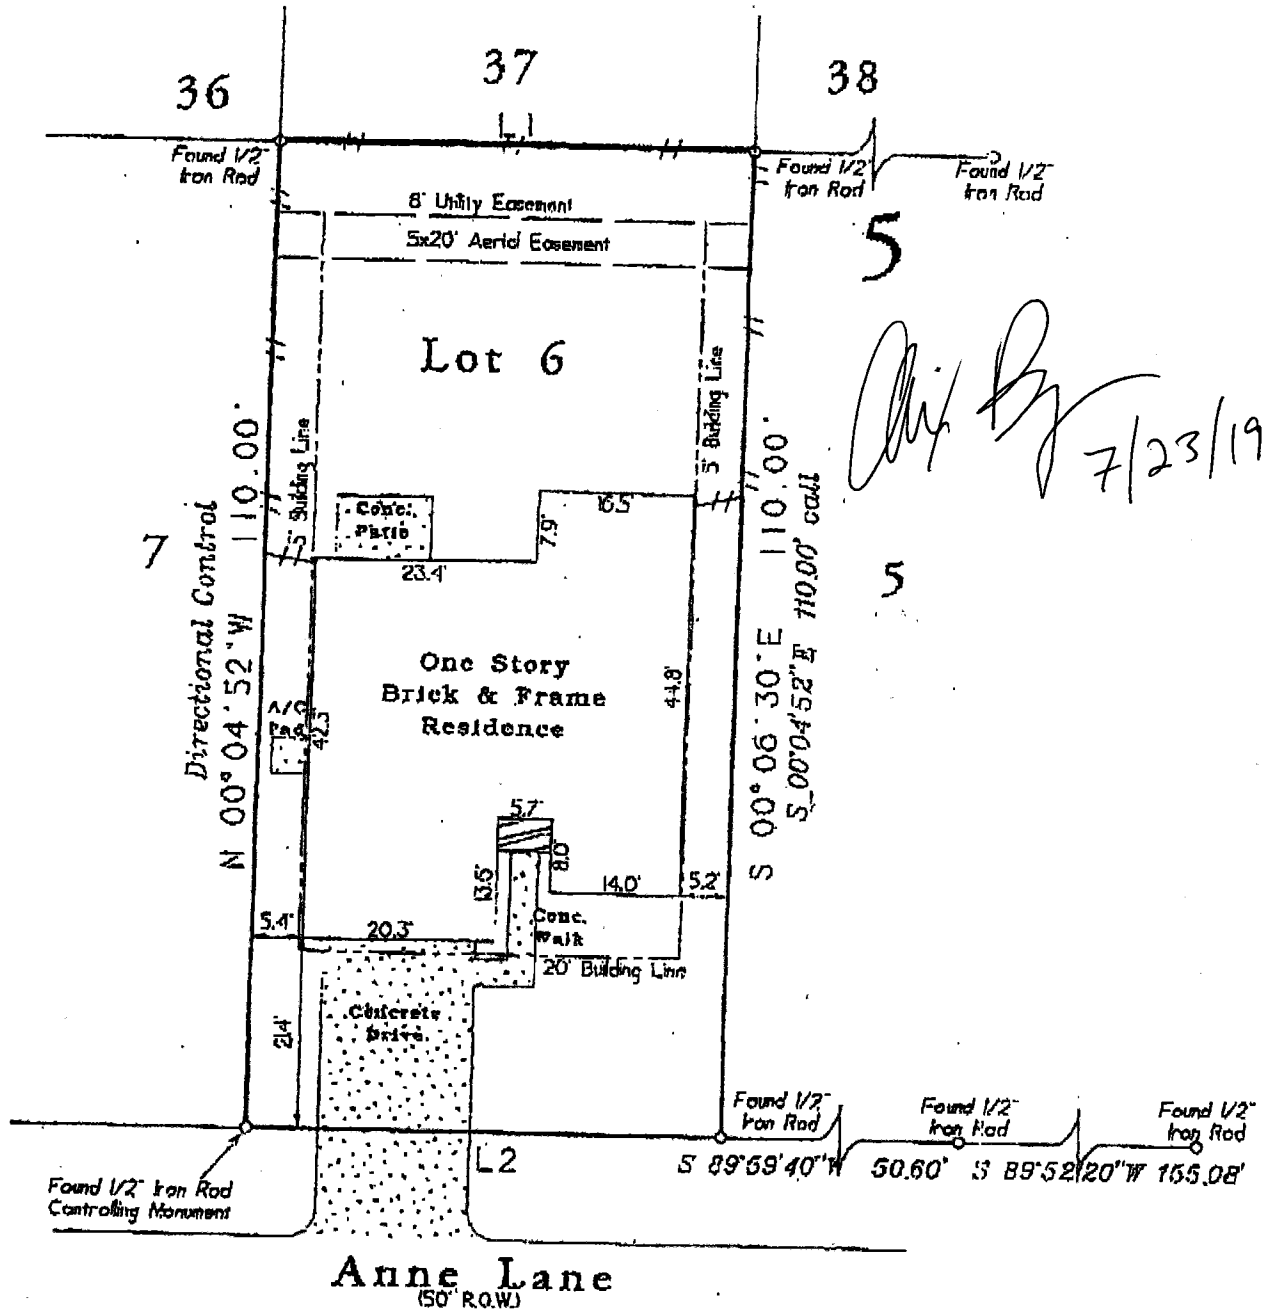 36
37
38
L1
Found 1/2"
Iron Rod
Found 1/2"
Iron Rod
Found 1/2"
Iron Rod
8' Utility Easement
5x20' Aerial Easement
5
Lot 6
5' Building Line
5' Building Line
7/23/19
N 00°04'52"W 110.00'
Directional Control
S 00°06'30"E 110.00'
S 00°04'52"E 110.00' call
7
5
Conc.
Patio
16.5'
7.9'
23.4'
One Story
Brick & Frame
Residence
44.8'
A/C
Pad
42.3'
5.7'
8.0'
13.6'
14.0'
5.2'
5.4'
20.3'
Conc.
Walk
20' Building Line
Concrete
Drive
21.4'
Found 1/2"
Iron Rod
Found 1/2"
Iron Rod
Found 1/2"
Iron Rod
L2
S 89°59'40"W 50.60'
S 89°52'20"W 165.08'
Found 1/2" Iron Rod
Controlling Monument
Anne Lane
(50' R.O.W.)